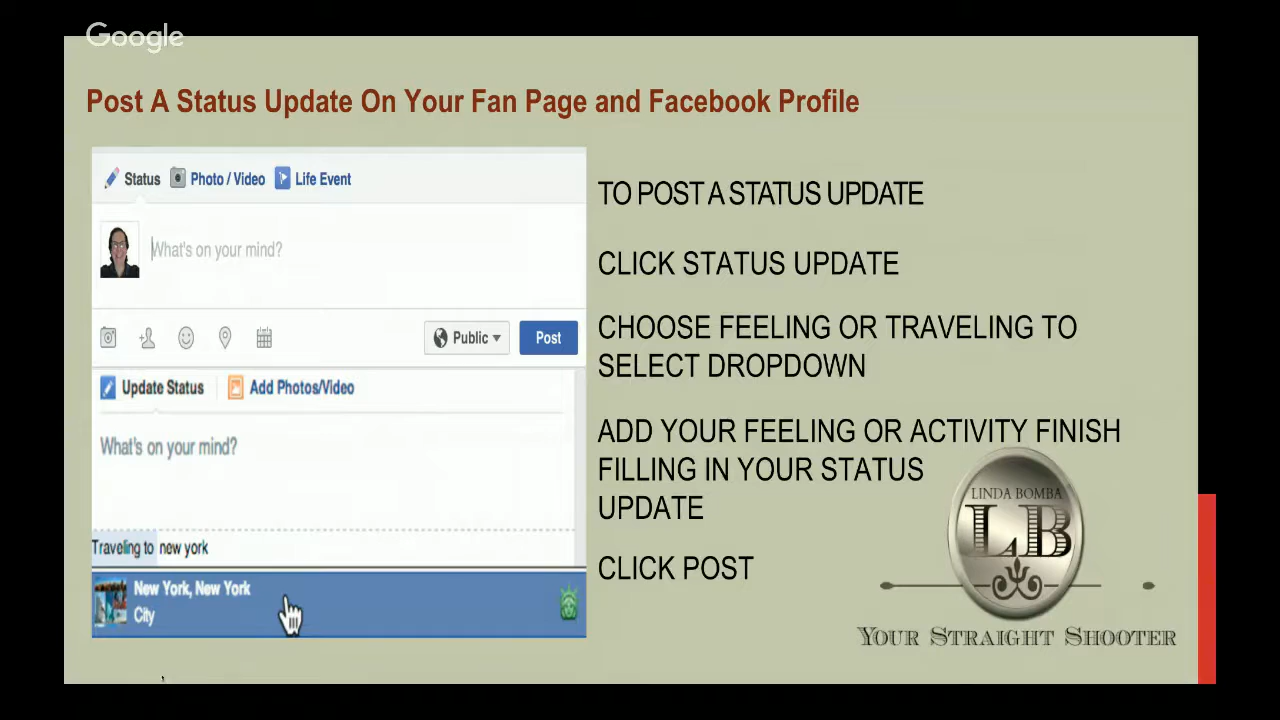 Google
Post A Status Update On Your Fan Page and Facebook Profile
Status Photo / Video Life Event
What's on your mind?
Public Post
Update Status Add Photos/Video
What's on your mind?
Traveling to new york
New York, New York
City
TO POST A STATUS UPDATE
CLICK STATUS UPDATE
CHOOSE FEELING OR TRAVELING TO
SELECT DROPDOWN
ADD YOUR FEELING OR ACTIVITY FINISH
FILLING IN YOUR STATUS
UPDATE
CLICK POST
LINDA BOMBA
LB
YOUR STRAIGHT SHOOTER